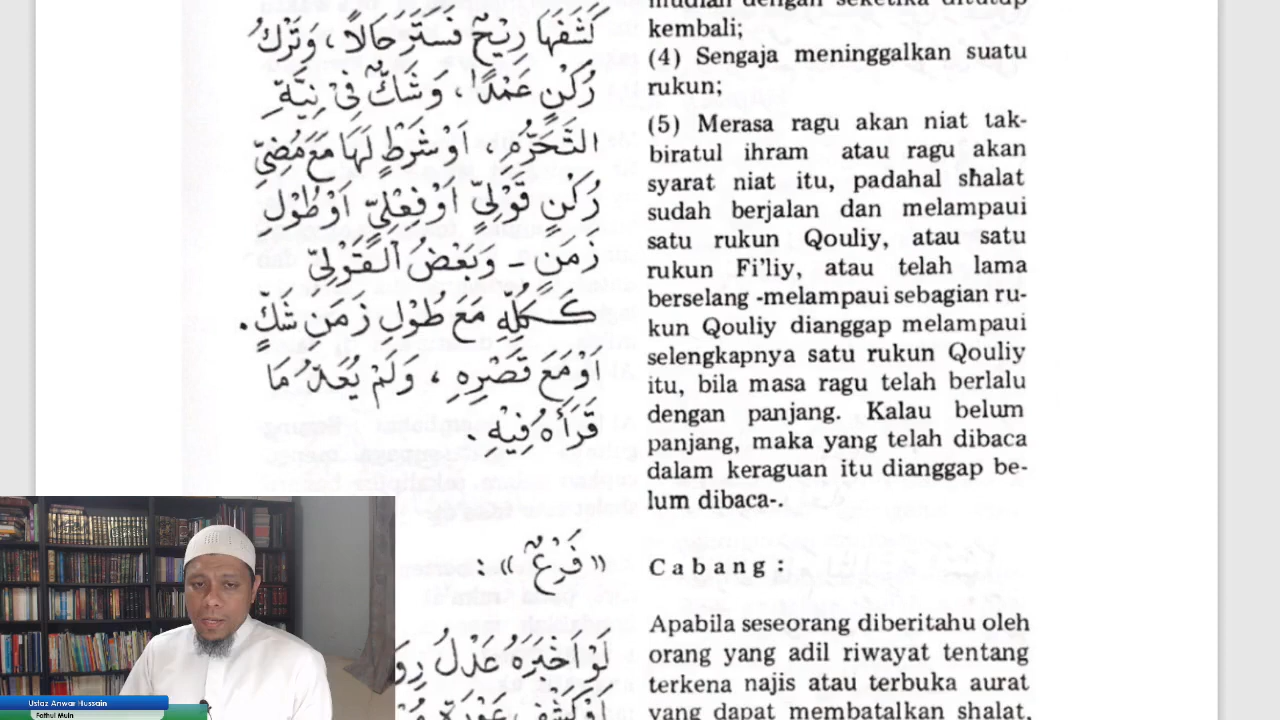 كَشَفَهَا رِيْحٌ فَسَتَرَ حَالًا، وَتَرْكُ
رُكْنٍ عَمْدًا، وَشَكٌّ فِيْ نِيَّةِ
التَّحَرُّمِ، اَوْ شَرْطٍ لَهَا مَعَ مُضِيِّ
رُكْنٍ قَوْلِيٍّ اَوْ فِعْلِيٍّ اَوْ طُوْلِ
زَمَنٍ - وَبَعْضُ الْقَوْلِيِّ
كَكُلِّهِ مَعَ طُوْلِ زَمَنِ شَكٍّ.
اَوْ مَعَ قَصْرِهِ، وَلَمْ يُعِدْ مَا
قَرَأَهُ فِيْهِ.
« فَرْعٌ » :
لَوْ اَخْبَرَهُ عَدْلُ
kembali;
(4) Sengaja meninggalkan suatu
rukun;
(5) Merasa ragu akan niat tak-
biratul ihram atau ragu akan
syarat niat itu, padahal shalat
sudah berjalan dan melampaui
satu rukun Qouliy, atau satu
rukun Fi'liy, atau telah lama
berselang -melampaui sebagian ru-
kun Qouliy dianggap melampaui
selengkapnya satu rukun Qouliy
itu, bila masa ragu telah berlalu
dengan panjang. Kalau belum
panjang, maka yang telah dibaca
dalam keraguan itu dianggap be-
lum dibaca-.
Cabang :
Apabila seseorang diberitahu oleh
orang yang adil riwayat tentang
terkena najis atau terbuka aurat
yang dapat membatalkan shalat,
Ustaz Anwar Hussain
Fathul Muin